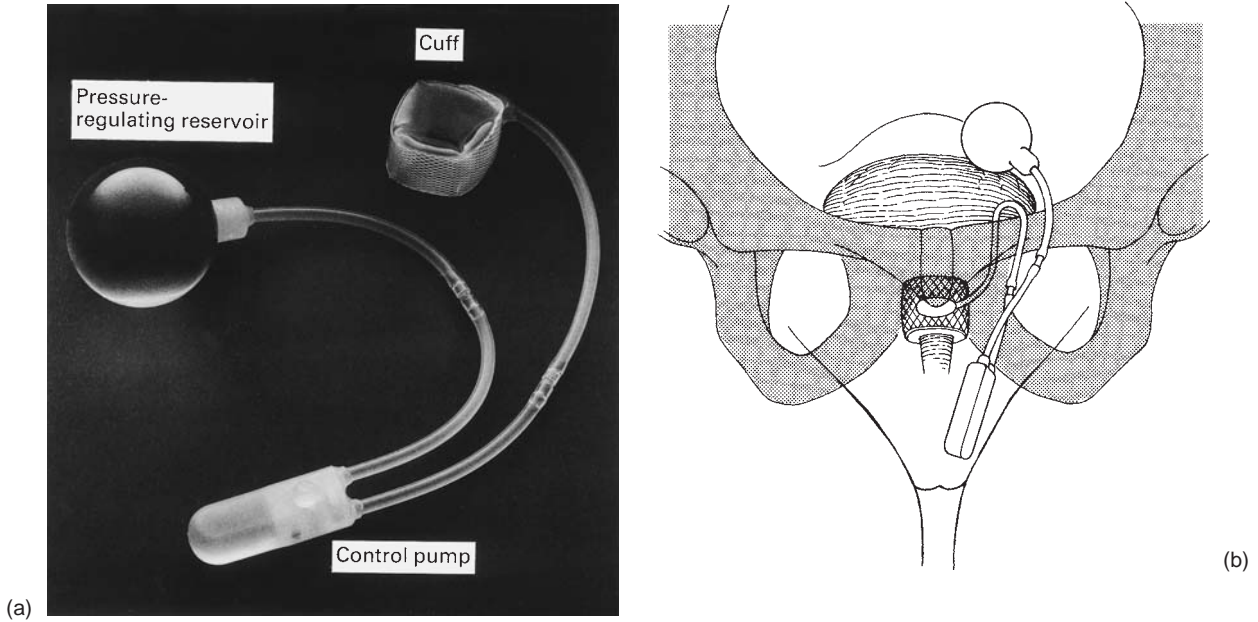 Cuff
Pressure-
regulating reservoir
Control pump
(a)
(b)